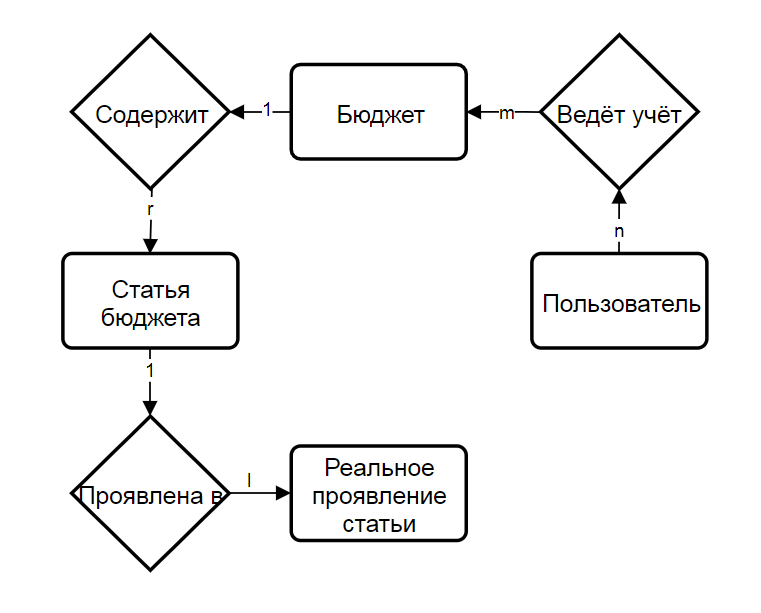 Содержит
1
Бюджет
m
Ведёт учёт
r
n
Статья
бюджета
Пользователь
1
Проявлена в
l
Реальное
проявление
статьи